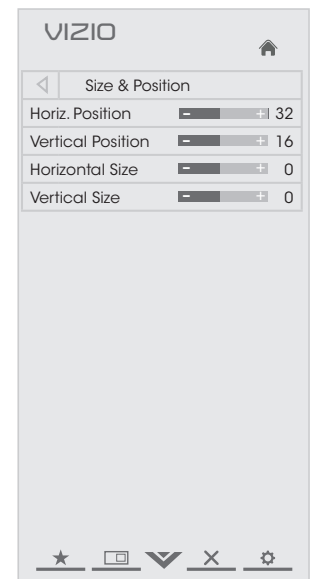 VIZIO
Size & Position
Horiz. Position - + 32
Vertical Position - + 16
Horizontal Size - + 0
Vertical Size - + 0